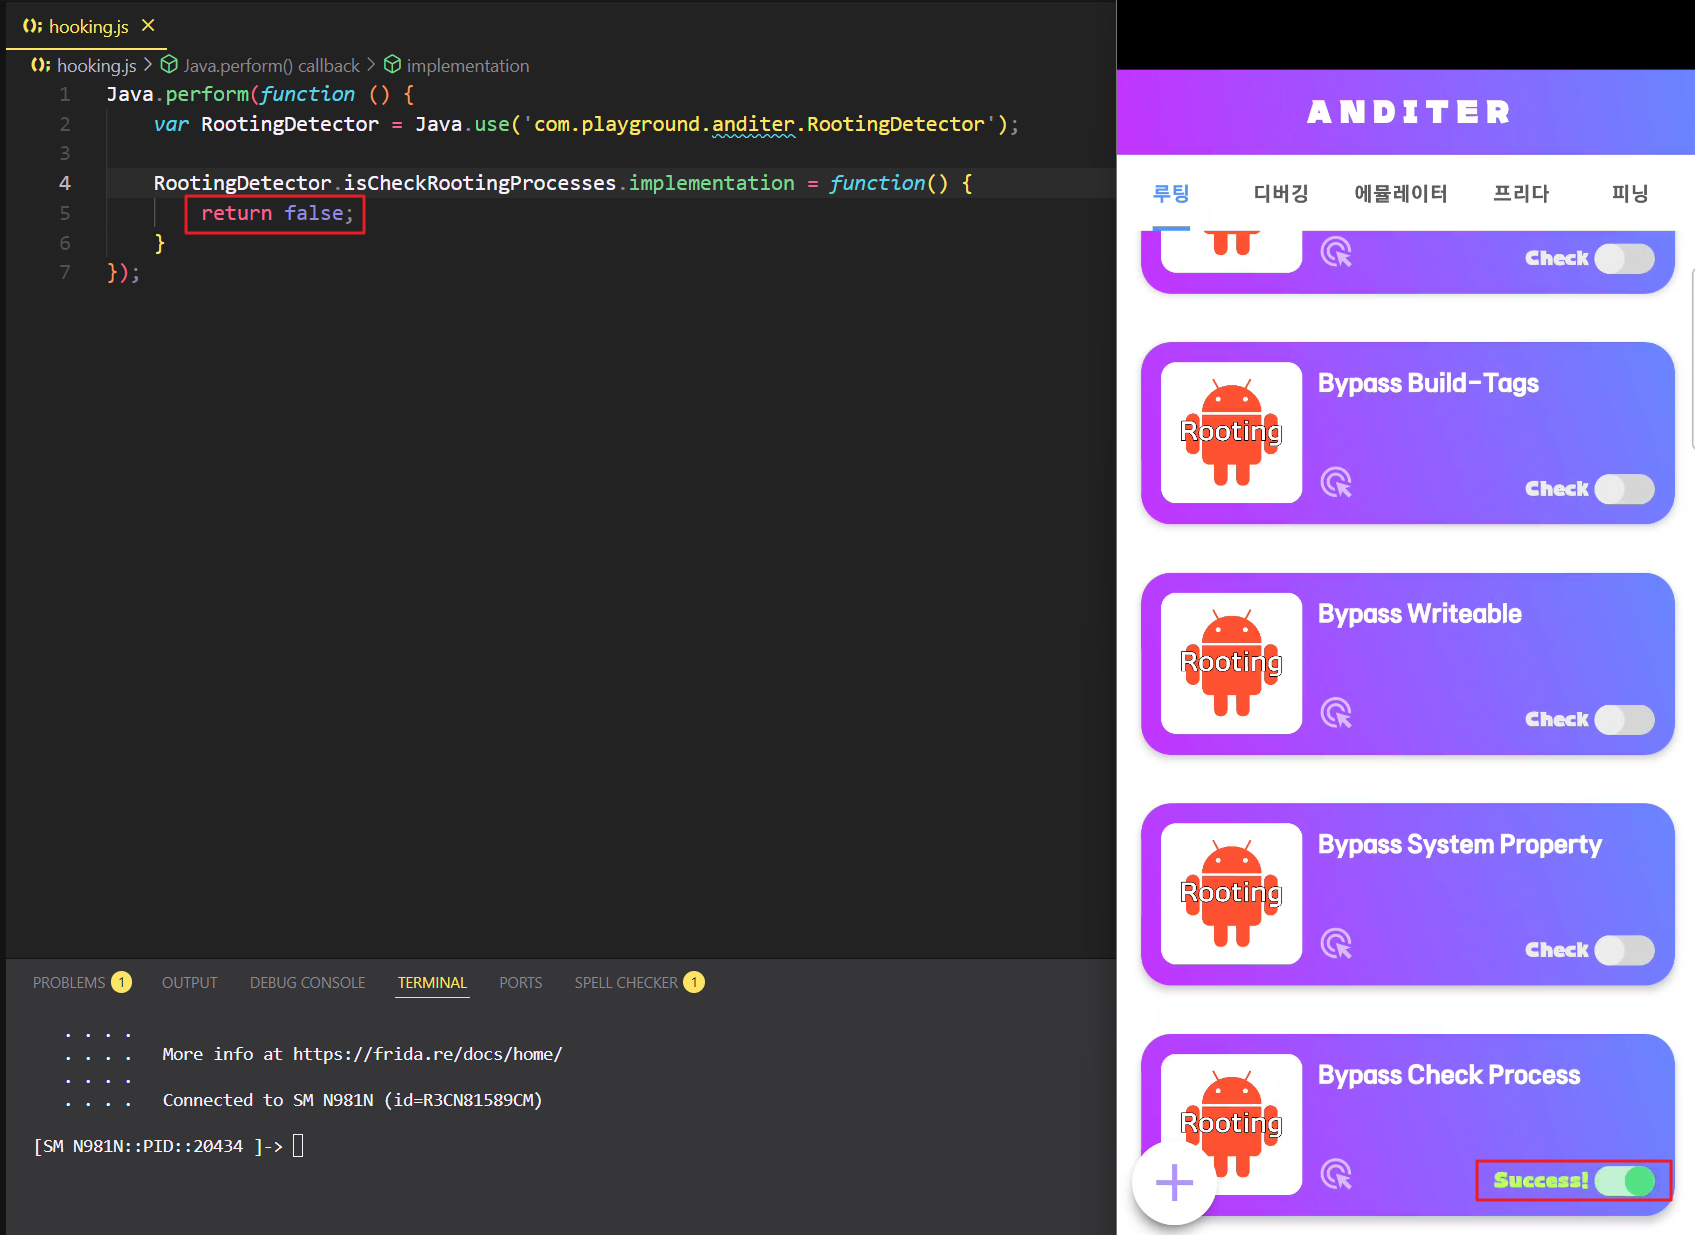 hooking.js
hooking.js > Java.perform() callback > implementation
1 Java.perform(function () {
2 var RootingDetector = Java.use('com.playground.anditer.RootingDetector');
3
4 RootingDetector.isCheckRootingProcesses.implementation = function() {
5 return false;
6 }
7 });
PROBLEMS 1 OUTPUT DEBUG CONSOLE TERMINAL PORTS SPELL CHECKER 1
. . . .
. . . . More info at https://frida.re/docs/home/
. . . .
. . . . Connected to SM N981N (id=R3CN81589CM)
[SM N981N::PID::20434 ]->
ANDITER
루팅 디버깅 에뮬레이터 프리다 피닝
Check
Bypass Build-Tags
Rooting
Check
Bypass Writeable
Rooting
Check
Bypass System Property
Rooting
Check
Bypass Check Process
Rooting
Success!